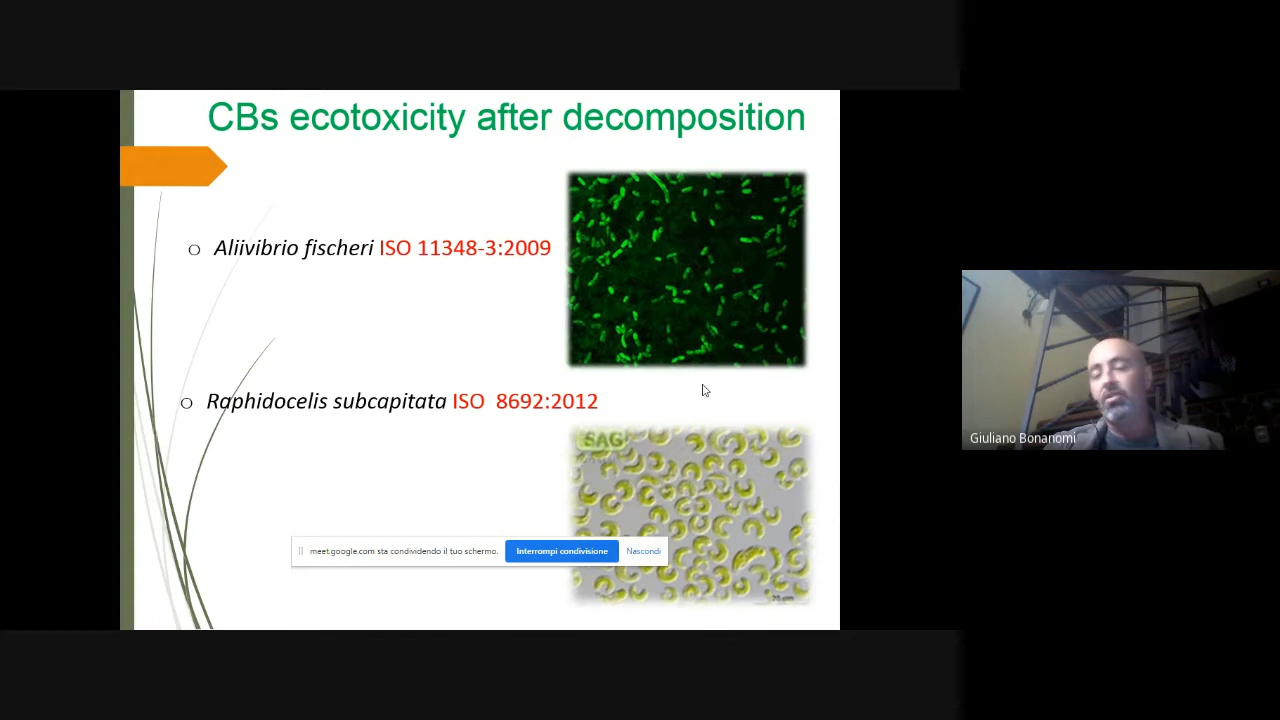 CBs ecotoxicity after decomposition
o Aliivibrio fischeri ISO 11348-3:2009
o Raphidocelis subcapitata ISO 8692:2012
SAG
meet.google.com sta condividendo il tuo schermo. Interrompi condivisione Nascondi
Giuliano Bonanomi